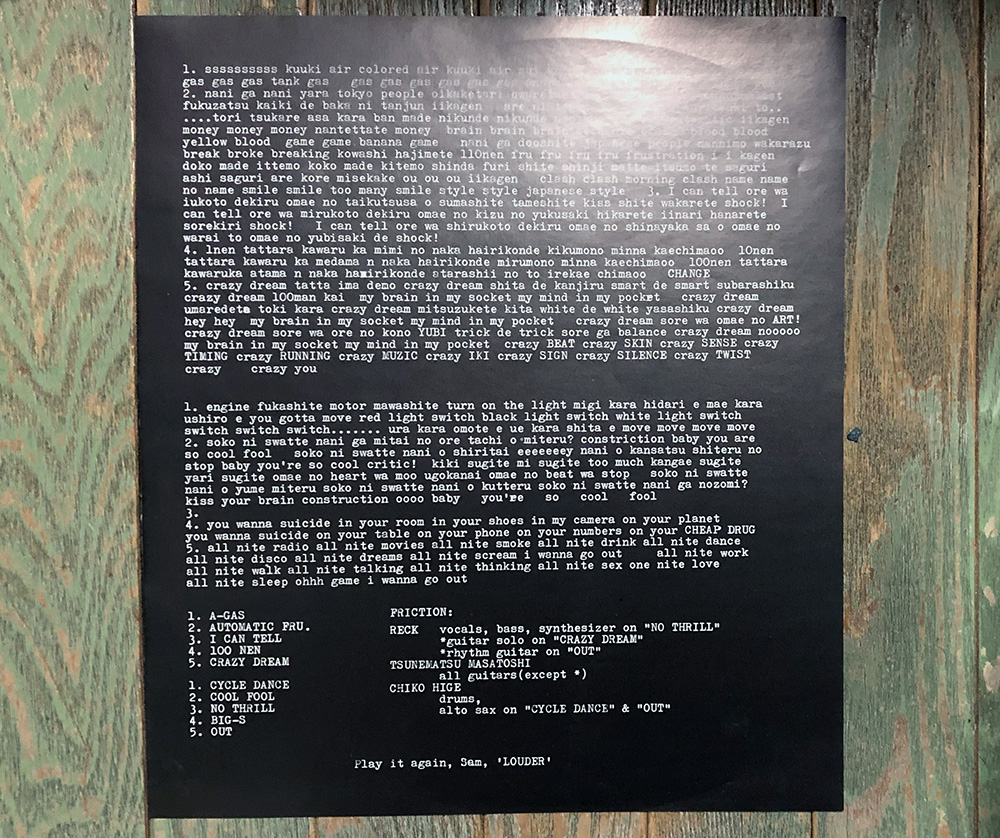 1. ssssssssss kuuki air colored air kuuki air
gas gas gas tank gas gas gas gas gas gas gas
2. nani ga nani yara tokyo people oikaketari
fukuzatsu kaiki de baka ni tanjun iikagen are
....tori tsukare asa kara ban made nikunde nikunde iikagen
money money money nantettate money brain brain brain blood blood
yellow blood game game banana game nani ga people nannimo wakarazu
break broke breaking kowashi hajimete 110nen fru fru fru fru frustration i i kagen
doko made ittemo koko made kitemo shinda furi shite shinji saguri
ashi saguri are kore misekake ou ou ou iikagen clash clash morning clash name name
no name smile smile too many smile style style japanese style 3. I can tell ore wa
iukoto dekiru omae no taikutsusa o sumashite tameshite kiss shite wakarete shock! I
can tell ore wa mirukoto dekiru omae no kizu no yukusaki hikarete iinari hanarete
sorekiri shock! I can tell ore wa shirukoto dekiru omae no shinayaka sa o omae no
warai to omae no yubisaki de shock!
4. 1nen tattara kawaru ka mimi no naka hairikonde kikumono minna kaechimaoo 10nen
tattara kawaru ka medama n naka hairikonde mirumono minna kaechimaoo 100nen tattara
kawaruka atama n naka hairikonde atarashii no to irekae chimaoo CHANGE
5. crazy dream tatta ima demo crazy dream shita de kanjiru smart de smart subarashiku
crazy dream 100man kai my brain in my socket my mind in my pocket crazy dream
umaredete toki kara crazy dream mitsuzukete kita white de white yasashiku crazy dream
hey hey my brain in my socket my mind in my pocket crazy dream sore wa omae no ART!
crazy dream sore wa ore no kono YUBI trick de trick sore ga balance crazy dream nooooo
my brain in my socket my mind in my pocket crazy BEAT crazy SKIN crazy SENSE crazy
TIMING crazy RUNNING crazy MUZIC crazy IKI crazy SIGN crazy SILENCE crazy TWIST
crazy crazy you
1. engine fukashite motor mawashite turn on the light migi kara hidari e mae kara
ushiro e you gotta move red light switch black light switch white light switch
switch switch switch....... ura kara omote e ue kara shita e move move move move
2. soko ni swatte nani ga mitai no ore tachi o miteru? constriction baby you are
so cool fool soko ni swatte nani o shiritai eeeeeey nani o kansatsu shiteru no
stop baby you're so cool critic! kiki sugite mi sugite too much kangae sugite
yari sugite omae no heart wa moo ugokanai omae no beat wa stop soko ni swatte
nani o yume miteru soko ni swatte nani o kutteru soko ni swatte nani ga nozomi?
kiss your brain construction oooo baby you're so cool fool
3.
4. you wanna suicide in your room in your shoes in my camera on your planet
you wanna suicide on your table on your phone on your numbers on your CHEAP DRUG
5. all nite radio all nite movies all nite smoke all nite drink all nite dance
all nite disco all nite dreams all nite scream i wanna go out all nite work
all nite walk all nite talking all nite thinking all nite sex one nite love
all nite sleep ohhh game i wanna go out
1. A-GAS
2. AUTOMATIC FRU.
3. I CAN TELL
4. 100 NEN
5. CRAZY DREAM
1. CYCLE DANCE
2. COOL FOOL
3. NO THRILL
4. BIG-S
5. OUT
FRICTION:
RECK vocals, bass, synthesizer on "NO THRILL"
*guitar solo on "CRAZY DREAM"
*rhythm guitar on "OUT"
TSUNEMATSU MASATOSHI
all guitars(except *)
CHIKO HIGE
drums,
alto sax on "CYCLE DANCE" & "OUT"
Play it again, Sam, 'LOUDER'